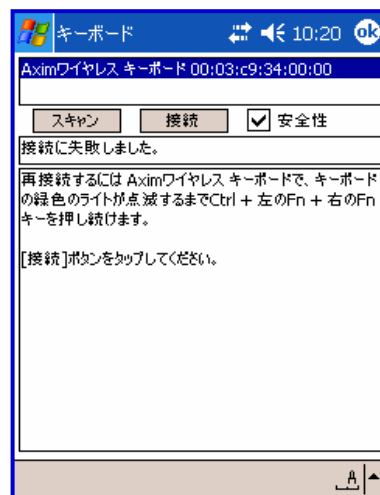 キーボード 10:20 ok
Aximワイヤレス キーボード 00:03:c9:34:00:00
スキャン 接続 安全性
接続に失敗しました。
再接続するには Aximワイヤレス キーボードで、キーボード
の緑色のライトが点滅するまでCtrl + 左のFn + 右のFn
キーを押し続けます。
[接続]ボタンをタップしてください。
A